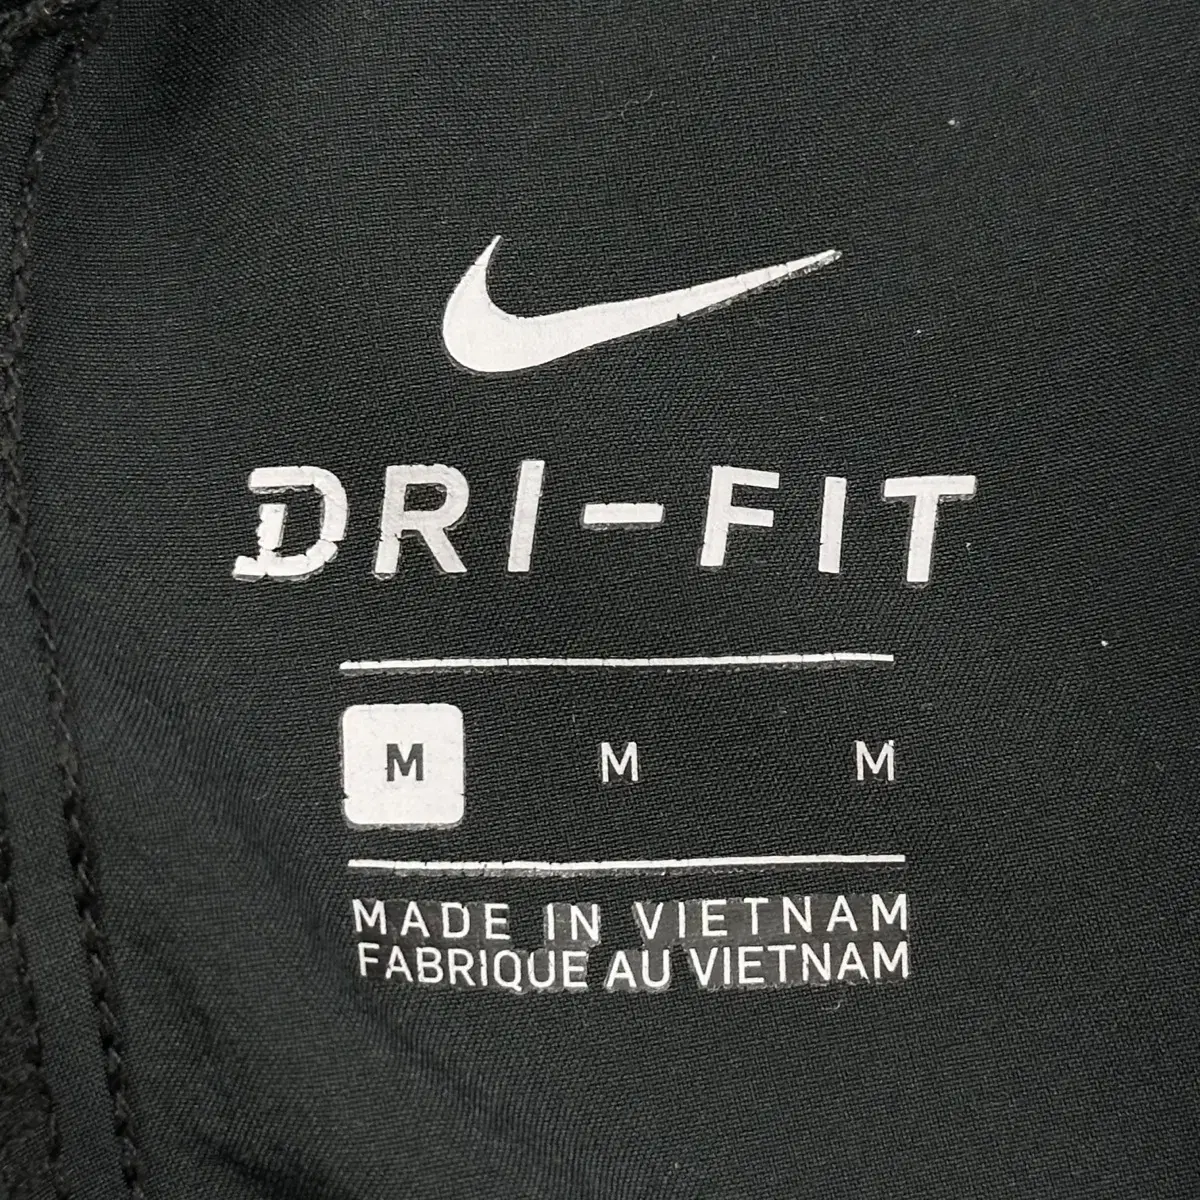 DRI-FIT
M M M
MADE IN VIETNAM
FABRIQUE AU VIETNAM